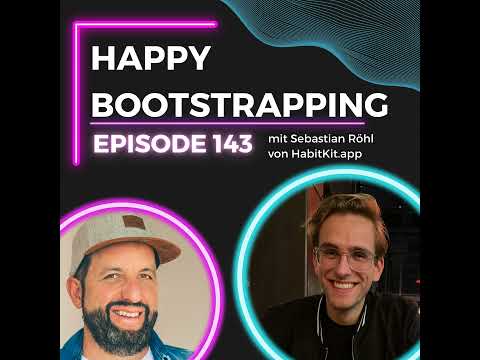 HAPPY
BOOTSTRAPPING
EPISODE 143
mit Sebastian Röhl
von HabitKit.app